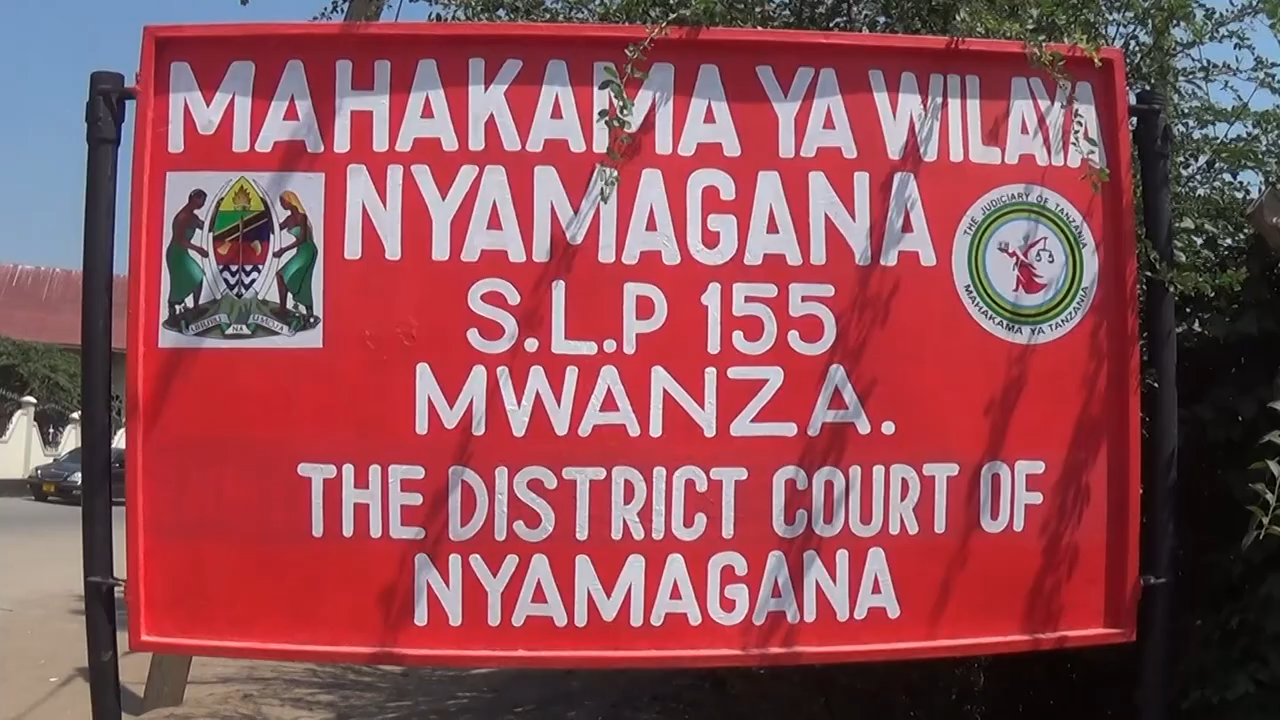 MAHAKAMA YA WILAYA
NYAMAGANA
S.L.P 155
MWANZA.
THE DISTRICT COURT OF
NYAMAGANA
UHURU NA UMOJA
THE JUDICIARY OF TANZANIA
MAHAKAMA YA TANZANIA